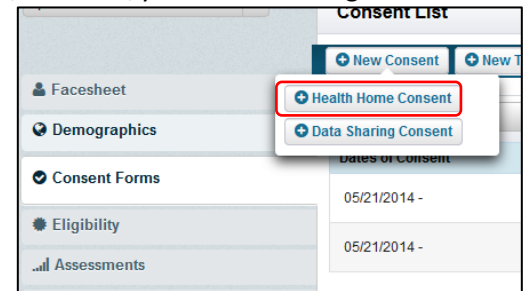 Consent List
New Consent
New T
Facesheet
Health Home Consent
Demographics
Data Sharing Consent
Dates of Consent
Consent Forms
05/21/2014 -
Eligibility
05/21/2014 -
Assessments